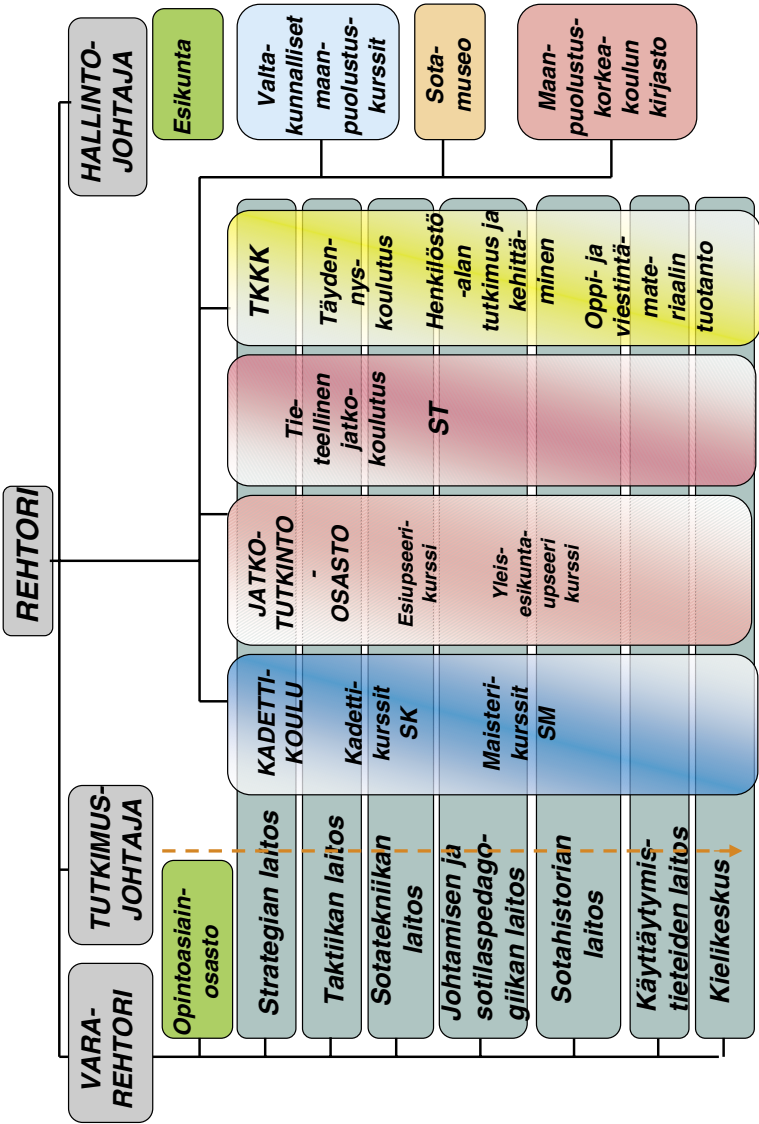 REHTORI
VARA-
REHTORI
TUTKIMUS-
JOHTAJA
HALLINTO-
JOHTAJA
Opintoasiain-
osasto
Esikunta
Strategian laitos
Taktiikan laitos
Sotatekniikan
laitos
Johtamisen ja
sotilaspedago-
giikan laitos
Sotahistorian
laitos
Käyttäytymis-
tieteiden laitos
Kielikeskus
KADETTI-
KOULU
Kadetti-
kurssit
SK
Maisteri-
kurssit
SM
JATKO-
TUTKINTO
-
OSASTO
Esiupseeri-
kurssi
Yleis-
esikunta-
upseeri
kurssi
Tie-
teellinen
jatko-
koulutus
ST
TKKK
Täyden-
nys-
koulutus
Henkilöstö
-alan
tutkimus ja
kehittä-
minen
Oppi- ja
viestintä-
mate-
riaalin
tuotanto
Valta-
kunnalliset
maan-
puolustus-
kurssit
Sota-
museo
Maan-
puolustus-
korkea-
koulun
kirjasto